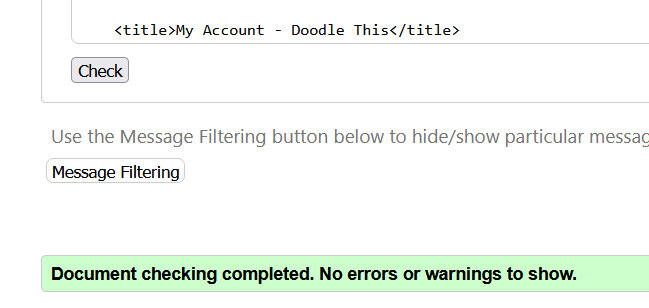 <title>My Account - Doodle This</title>
Check
Use the Message Filtering button below to hide/show particular messag
Message Filtering
Document checking completed. No errors or warnings to show.